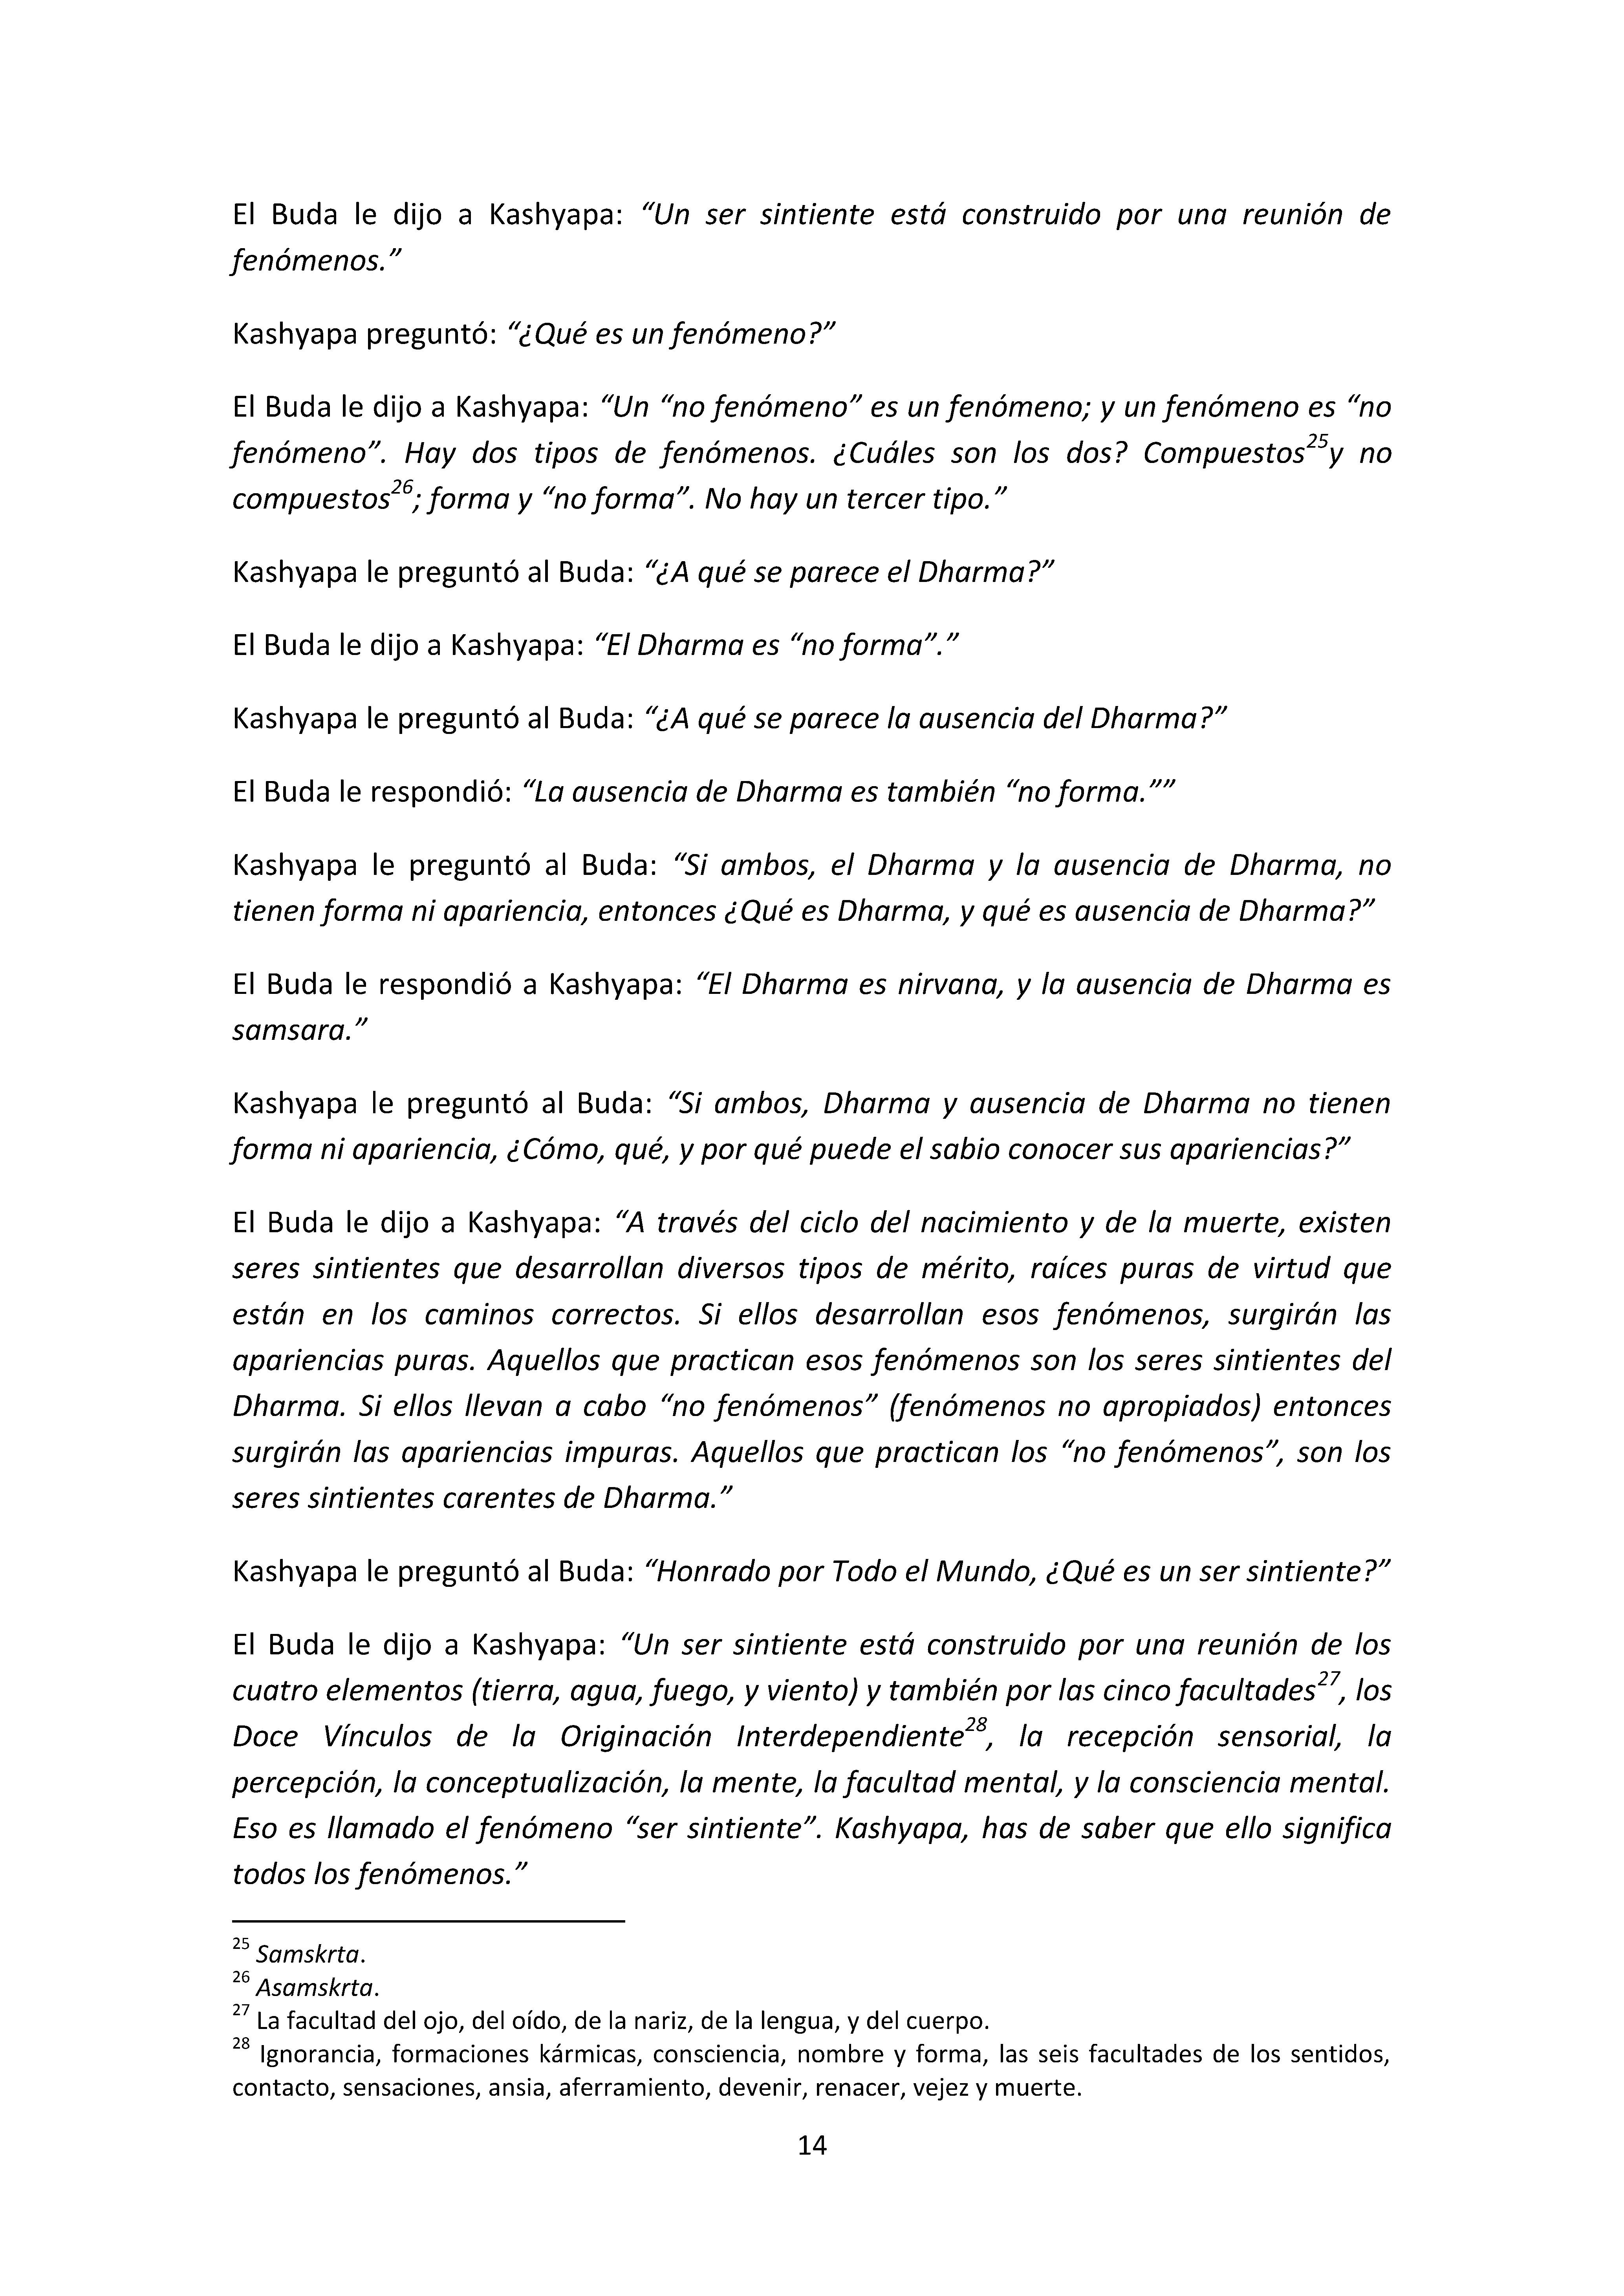 El Buda le dijo a Kashyapa: “Un ser sintiente está construido por una reunión de
fenómenos.”
Kashyapa preguntó: “¿Qué es un fenómeno?”
El Buda le dijo a Kashyapa: “Un “no fenómeno” es un fenómeno; y un fenómeno es “no
fenómeno”. Hay dos tipos de fenómenos. ¿Cuáles son los dos? Compuestos25y no
compuestos26; forma y “no forma”. No hay un tercer tipo.”
Kashyapa le preguntó al Buda: “¿A qué se parece el Dharma?”
El Buda le dijo a Kashyapa: “El Dharma es “no forma”.”
Kashyapa le preguntó al Buda: “¿A qué se parece la ausencia del Dharma?”
El Buda le respondió: “La ausencia de Dharma es también “no forma.””
Kashyapa le preguntó al Buda: “Si ambos, el Dharma y la ausencia de Dharma, no
tienen forma ni apariencia, entonces ¿Qué es Dharma, y qué es ausencia de Dharma?”
El Buda le respondió a Kashyapa: “El Dharma es nirvana, y la ausencia de Dharma es
samsara.”
Kashyapa le preguntó al Buda: “Si ambos, Dharma y ausencia de Dharma no tienen
forma ni apariencia, ¿Cómo, qué, y por qué puede el sabio conocer sus apariencias?”
El Buda le dijo a Kashyapa: “A través del ciclo del nacimiento y de la muerte, existen
seres sintientes que desarrollan diversos tipos de mérito, raíces puras de virtud que
están en los caminos correctos. Si ellos desarrollan esos fenómenos, surgirán las
apariencias puras. Aquellos que practican esos fenómenos son los seres sintientes del
Dharma. Si ellos llevan a cabo “no fenómenos” (fenómenos no apropiados) entonces
surgirán las apariencias impuras. Aquellos que practican los “no fenómenos”, son los
seres sintientes carentes de Dharma.”
Kashyapa le preguntó al Buda: “Honrado por Todo el Mundo, ¿Qué es un ser sintiente?”
El Buda le dijo a Kashyapa: “Un ser sintiente está construido por una reunión de los
cuatro elementos (tierra, agua, fuego, y viento) y también por las cinco facultades27, los
Doce Vínculos de la Originación Interdependiente28, la recepción sensorial, la
percepción, la conceptualización, la mente, la facultad mental, y la consciencia mental.
Eso es llamado el fenómeno “ser sintiente”. Kashyapa, has de saber que ello significa
todos los fenómenos.”
25 Samskrta.
26 Asamskrta.
27 La facultad del ojo, del oído, de la nariz, de la lengua, y del cuerpo.
28 Ignorancia, formaciones kármicas, consciencia, nombre y forma, las seis facultades de los sentidos,
contacto, sensaciones, ansia, aferramiento, devenir, renacer, vejez y muerte.
14